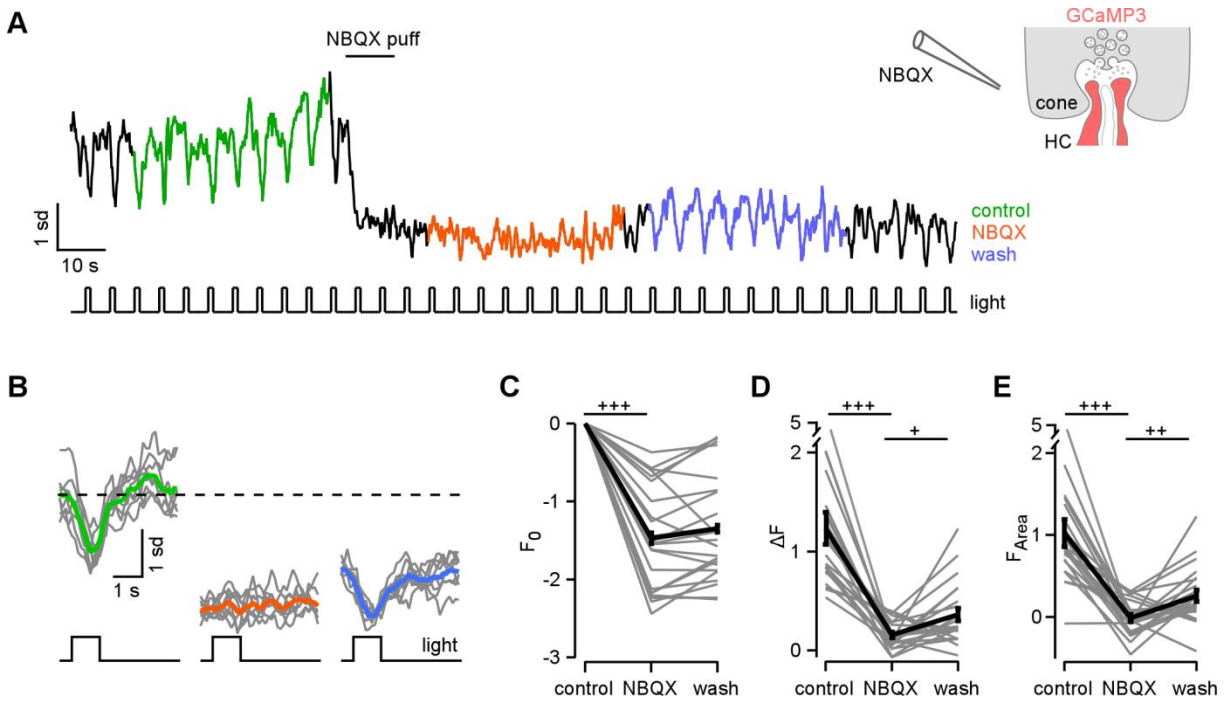 A
NBQX puff
GCaMP3
NBQX
cone
HC
1 sd
10 s
control
NBQX
wash
light
B
1 sd
1 s
light
C
+++
0
-1
-2
-3
F0
control NBQX wash
D
+++
+
5
2
1
0
ΔF
control NBQX wash
E
+++
++
5
2
1
0
FArea
control NBQX wash